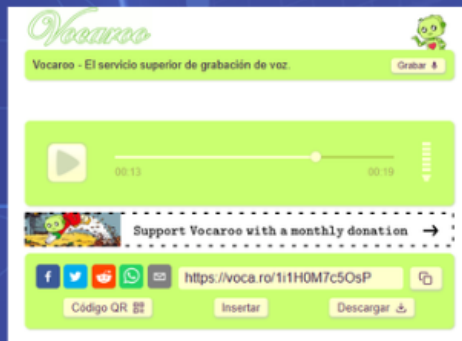 Vocaroo
Vocaroo - El servicio superior de grabación de voz.
Grabar
00:13
00:19
Support Vocaroo with a monthly donation →
https://voca.ro/1i1H0M7c5OsP
Código QR
Insertar
Descargar